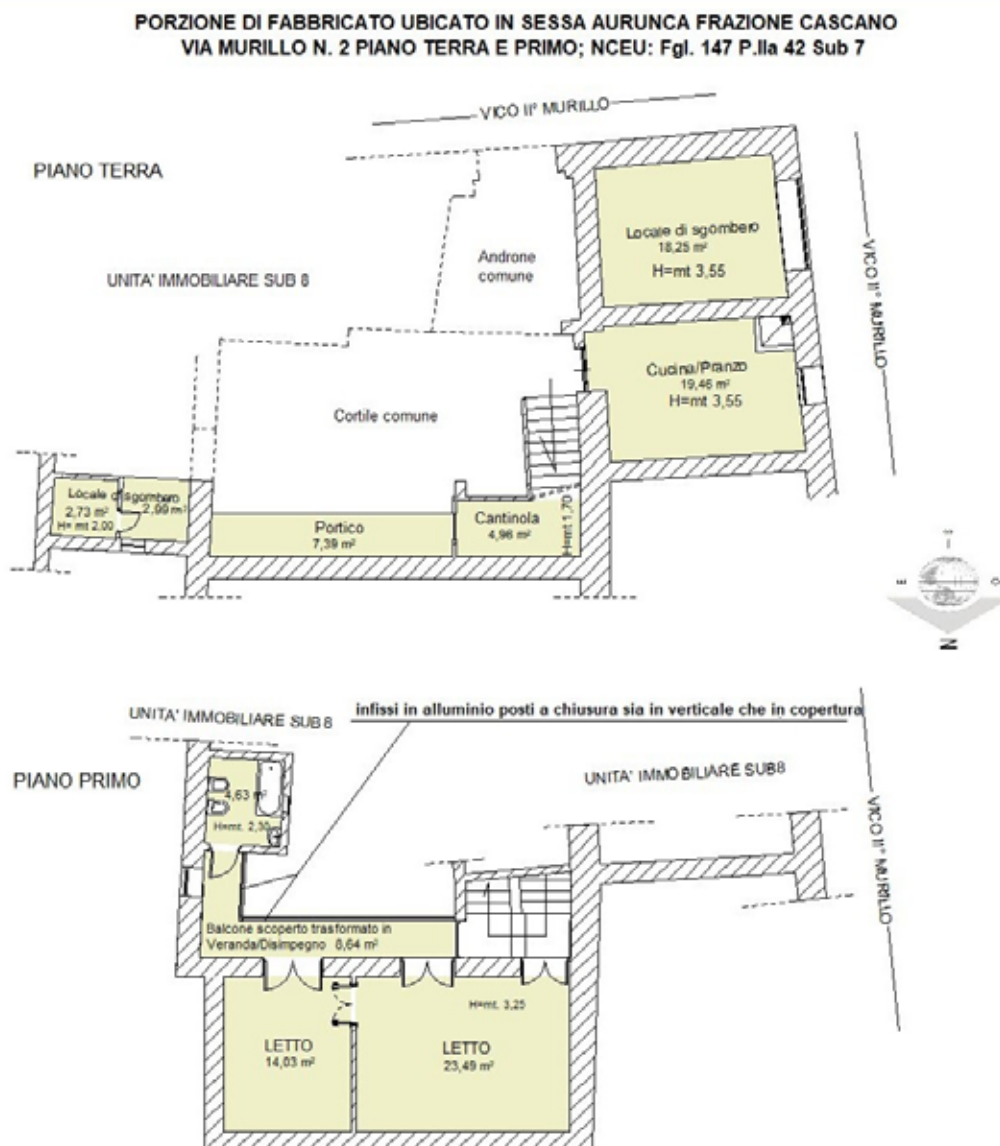 PORZIONE DI FABBRICATO UBICATO IN SESSA AURUNCA FRAZIONE CASCANO
VIA MURILLO N. 2 PIANO TERRA E PRIMO; NCEU: Fgl. 147 P.lla 42 Sub 7
VICO II° MURILLO
PIANO TERRA
Locale di sgombero
18,25 m²
H=mt 3,55
Androne
comune
UNITA' IMMOBILIARE SUB 8
VICO II° MURILLO
Cucina/Pranzo
19,46 m²
H=mt 3,55
Cortile comune
Locale di sgombero
2,73 m²
2,99 m²
H= mt 2,00
Portico
7,39 m²
Cantinola
4,96 m²
H=mt 1,70
E
O
N
UNITA' IMMOBILIARE SUB 8
infissi in alluminio posti a chiusura sia in verticale che in copertura
PIANO PRIMO
UNITA' IMMOBILIARE SUB8
4,63 m²
H=mt. 2,30
VICO II° MURILLO
Balcone scoperto trasformato in
Veranda/Disimpegno 8,64 m²
H=mt. 3,25
LETTO
14,03 m²
LETTO
23,49 m²